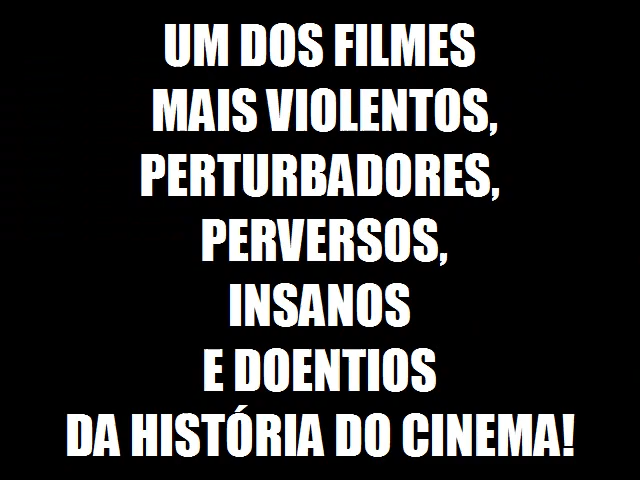 UM DOS FILMES
MAIS VIOLENTOS,
PERTURBADORES,
PERVERSOS,
INSANOS
E DOENTIOS
DA HISTÓRIA DO CINEMA!